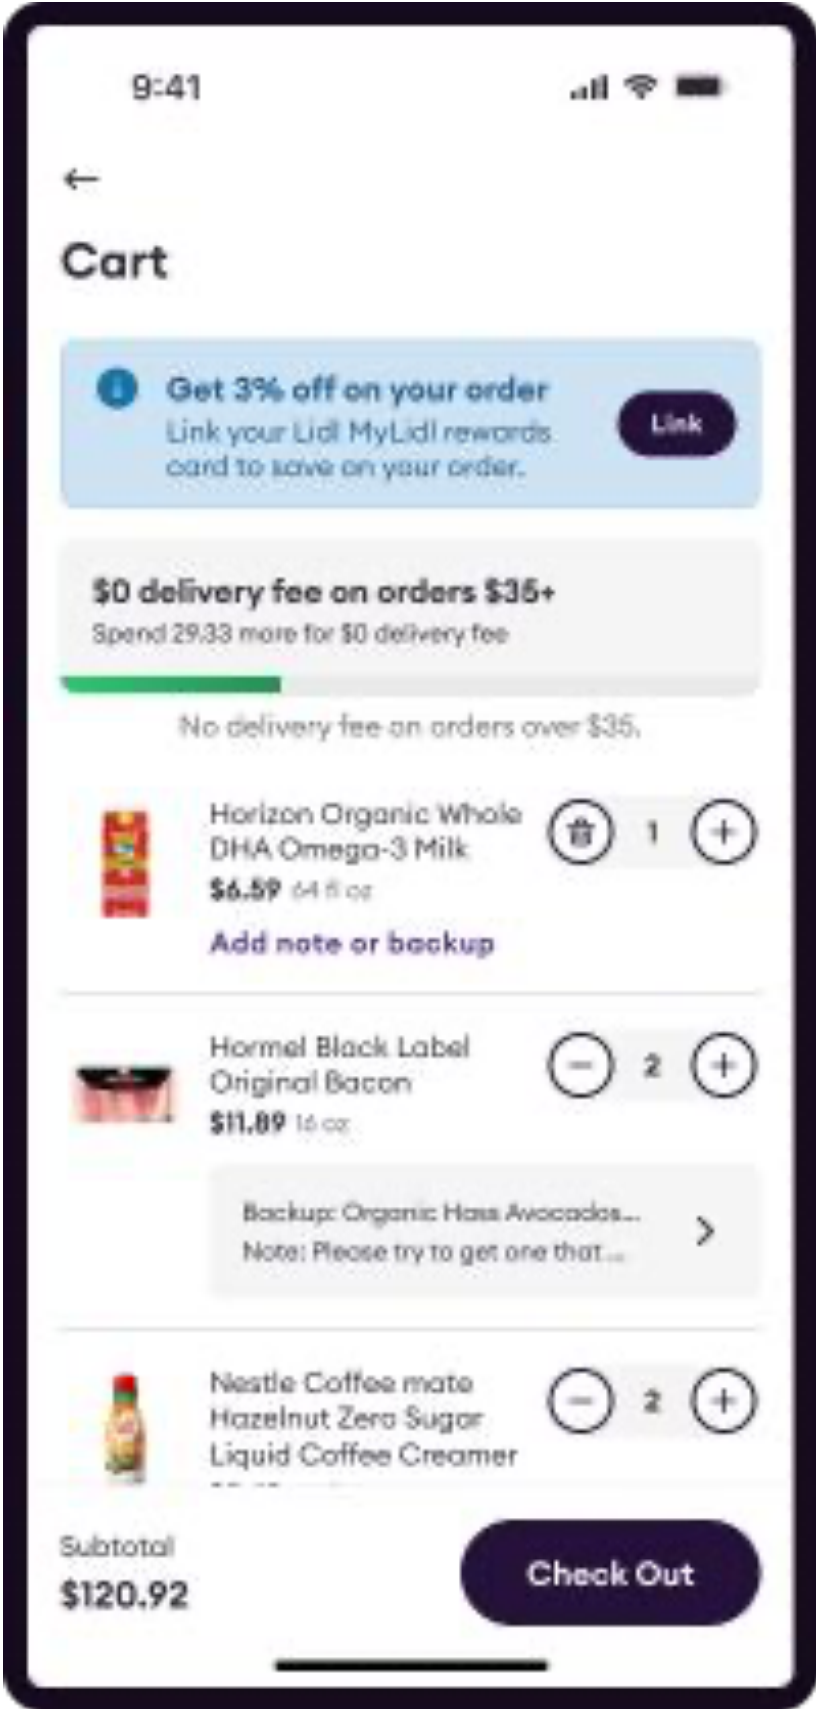 9:41
Cart
Get 3% off on your order
Link your Lidl MyLidl rewards
card to save on your order.
Link
$0 delivery fee on orders $35+
Spend 29.33 more for $0 delivery fee
No delivery fee on orders over $35.
Horizon Organic Whole
DHA Omega-3 Milk
$6.59 64 fl oz
Add note or backup
1
Hormel Black Label
Original Bacon
$11.89 16 oz
2
Backup: Organic Hass Avocados...
Note: Please try to get one that ...
Nestle Coffee mate
Hazelnut Zero Sugar
Liquid Coffee Creamer
2
Subtotal
$120.92
Check Out